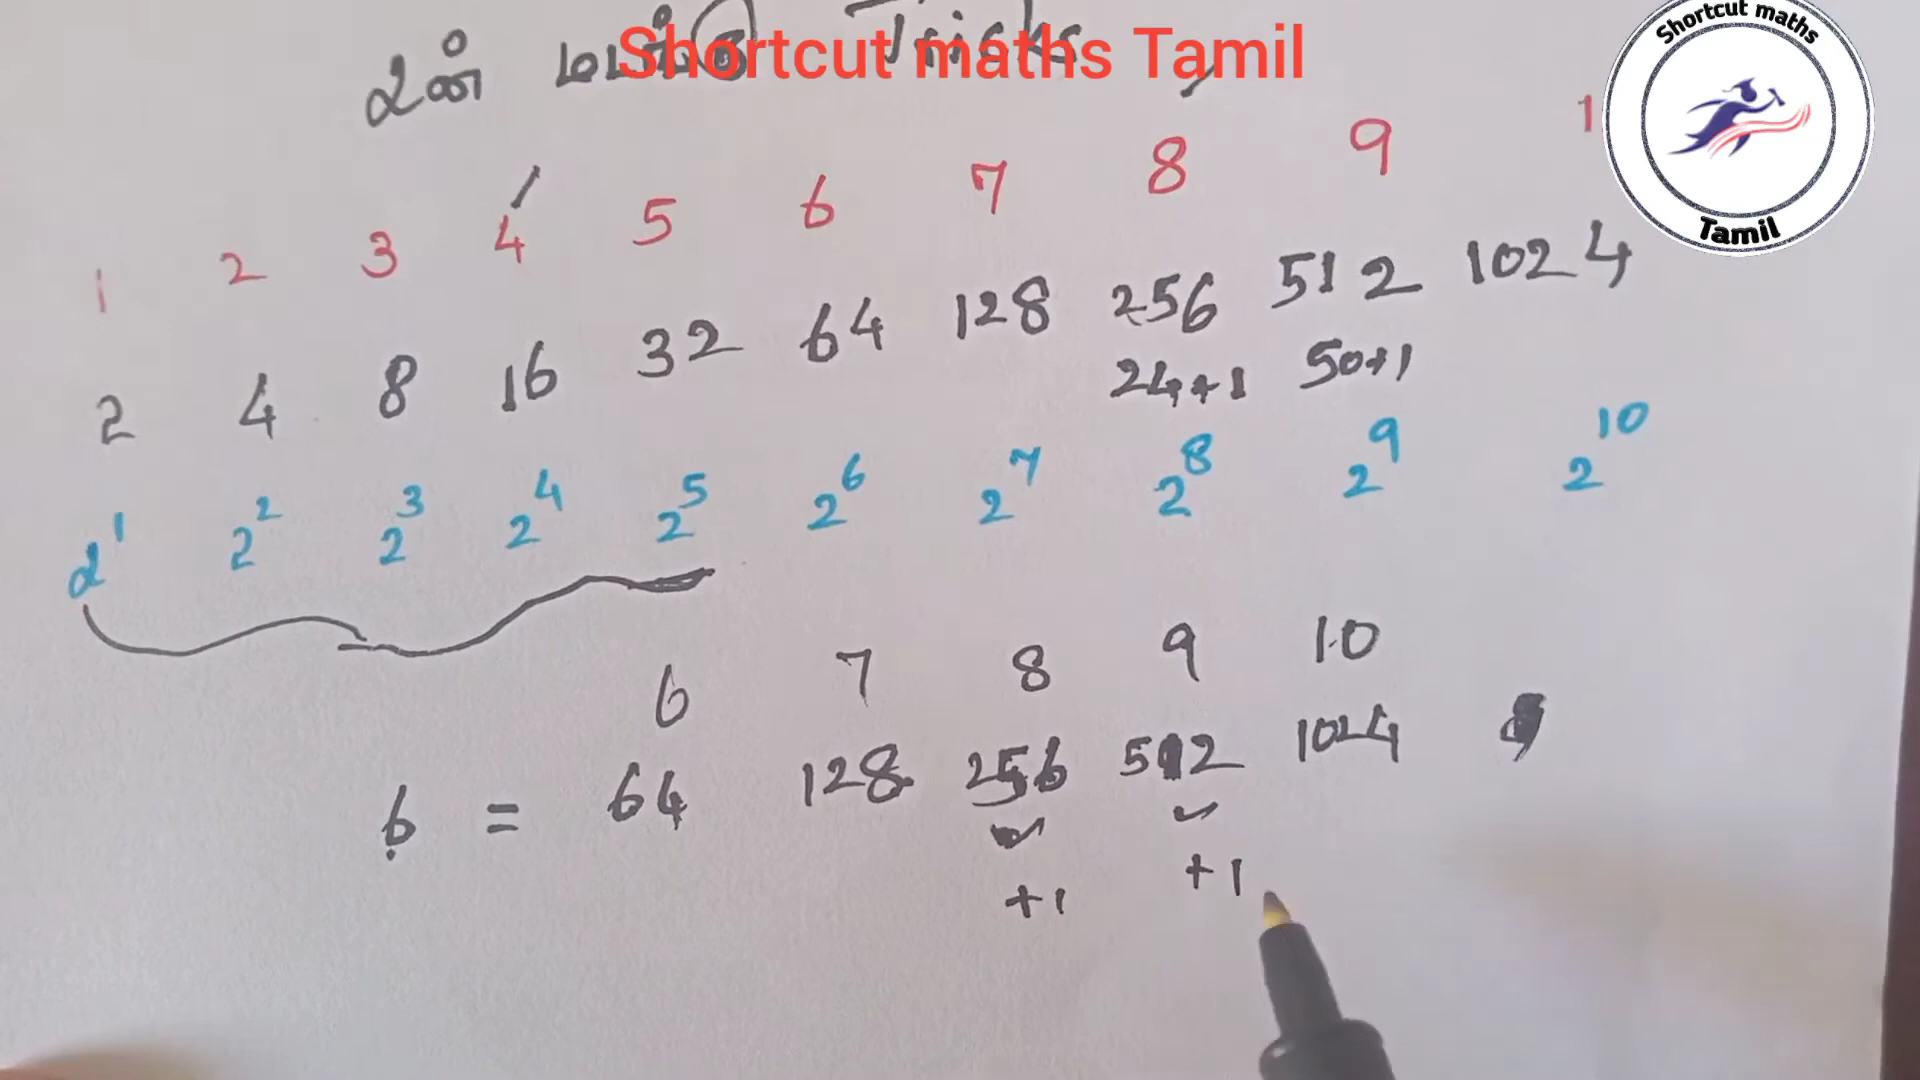 Shortcut maths Tamil
2ன் Tricks
Shortcut maths
Tamil
1 2 3 4 5 6 7 8 9 1
2 4 8 16 32 64 128 256 512 1024
24+1 50+1
2¹ 2² 2³ 2⁴ 2⁵ 2⁶ 2⁷ 2⁸ 2⁹ 2¹⁰
6 7 8 9 10
6 = 64 128 256 512 1024
+1 +1